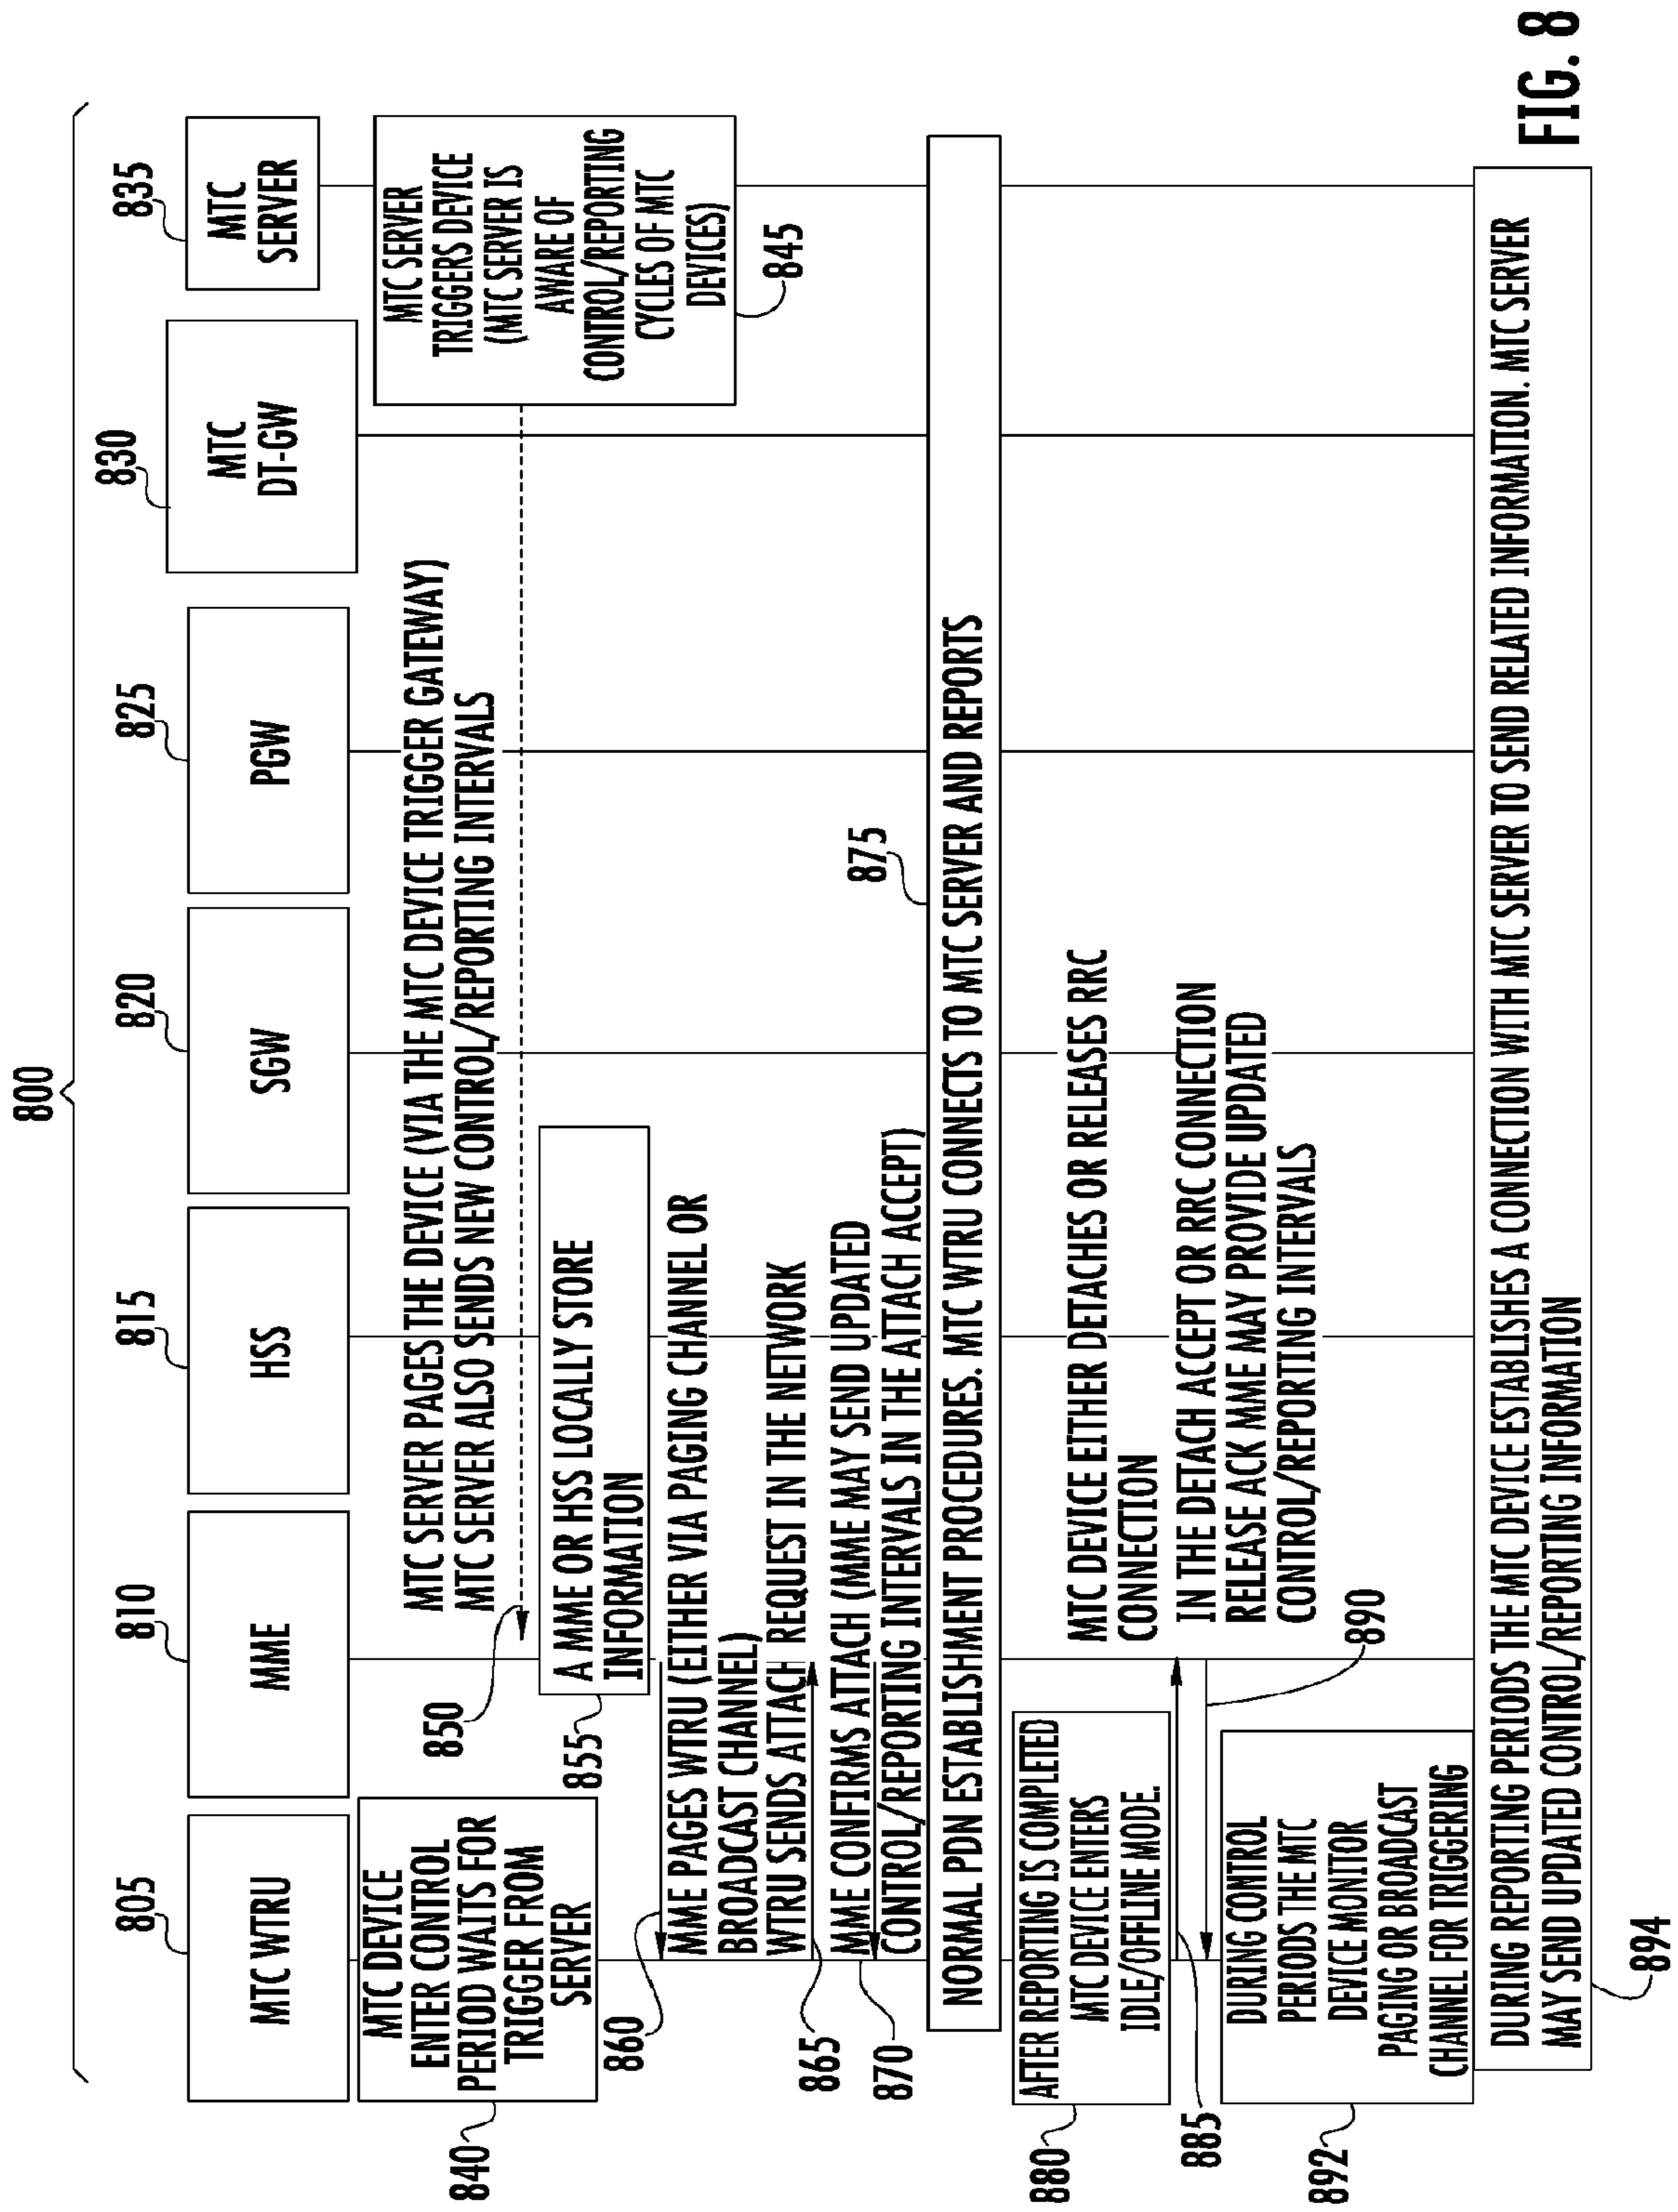 800
805
810
815
820
825
830
835
MTC WTRU
MME
HSS
SGW
PGW
MTC
DT-GW
MTC
SERVER
MTC DEVICE
ENTER CONTROL
PERIOD WAITS FOR
TRIGGER FROM
SERVER
840
MTC SERVER PAGES THE DEVICE (VIA THE MTC DEVICE TRIGGER GATEWAY)
MTC SERVER ALSO SENDS NEW CONTROL/REPORTING INTERVALS
850
MTC SERVER
TRIGGERS DEVICE
(MTC SERVER IS
AWARE OF
CONTROL/REPORTING
CYCLES OF MTC
DEVICES)
845
A MME OR HSS LOCALLY STORE
INFORMATION
855
860
MME PAGES WTRU (EITHER VIA PAGING CHANNEL OR
BROADCAST CHANNEL)
WTRU SENDS ATTACH REQUEST IN THE NETWORK
865
MME CONFIRMS ATTACH (MME MAY SEND UPDATED
CONTROL/REPORTING INTERVALS IN THE ATTACH ACCEPT)
870
875
NORMAL PDN ESTABLISHMENT PROCEDURES. MTC WTRU CONNECTS TO MTC SERVER AND REPORTS
AFTER REPORTING IS COMPLETED
MTC DEVICE ENTERS
IDLE/OFFLINE MODE.
880
MTC DEVICE EITHER DETACHES OR RELEASES RRC
CONNECTION
885
IN THE DETACH ACCEPT OR RRC CONNECTION
RELEASE ACK MME MAY PROVIDE UPDATED
CONTROL/REPORTING INTERVALS
890
DURING CONTROL
PERIODS THE MTC
DEVICE MONITOR
PAGING OR BROADCAST
CHANNEL FOR TRIGGERING
892
DURING REPORTING PERIODS THE MTC DEVICE ESTABLISHES A CONNECTION WITH MTC SERVER TO SEND RELATED INFORMATION. MTC SERVER
MAY SEND UPDATED CONTROL/REPORTING INFORMATION
894
FIG. 8